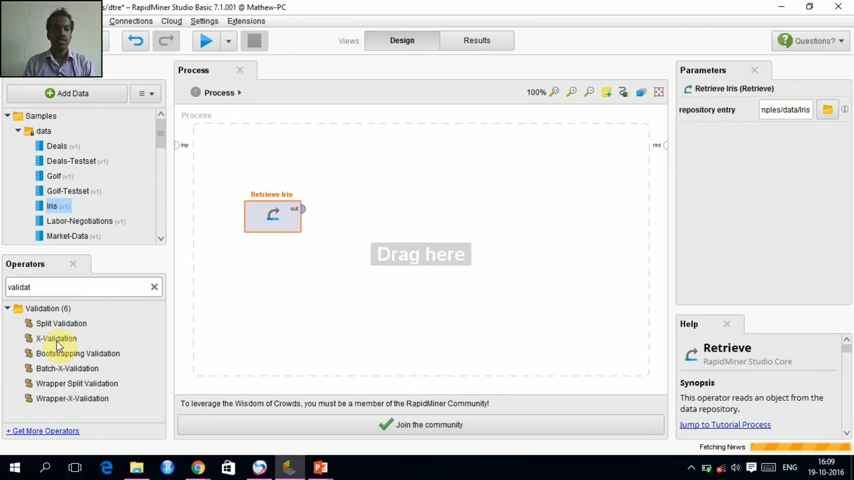 s/dtre* – RapidMiner Studio Basic 7.1.001 @ Mathew-PC
Connections Cloud Settings Extensions
Views: Design Results Questions?
Add Data
Samples
data
Deals (v1)
Deals-Testset (v1)
Golf (v1)
Golf-Testset (v1)
Iris (v1)
Labor-Negotiations (v1)
Market-Data (v1)
Operators
validat
Validation (6)
Split Validation
X-Validation
Bootstrapping Validation
Batch-X-Validation
Wrapper Split Validation
Wrapper-X-Validation
+ Get More Operators
Process
Process
100%
Process
inp
res
Retrieve Iris
out
Drag here
To leverage the Wisdom of Crowds, you must be a member of the RapidMiner Community!
Join the community
Parameters
Retrieve Iris (Retrieve)
repository entry nples/data/Iris
Help
Retrieve
RapidMiner Studio Core
Synopsis
This operator reads an object from the
data repository.
Jump to Tutorial Process
Fetching News
ENG
16:09
19-10-2016